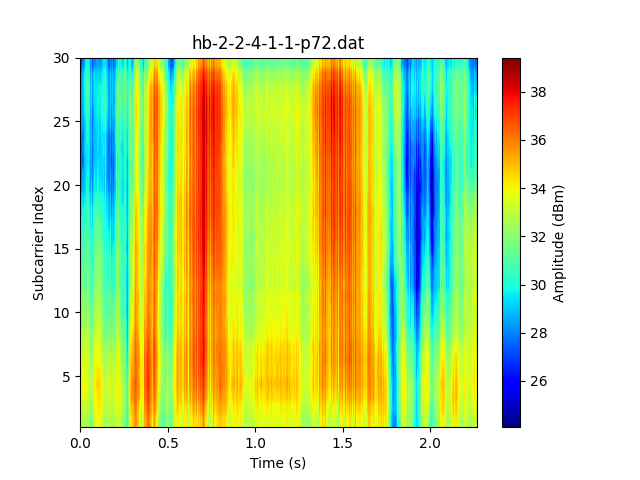 hb-2-2-4-1-1-p72.dat
30
25
20
15
10
5
Subcarrier Index
0.0 0.5 1.0 1.5 2.0
Time (s)
38
36
34
32
30
28
26
Amplitude (dBm)